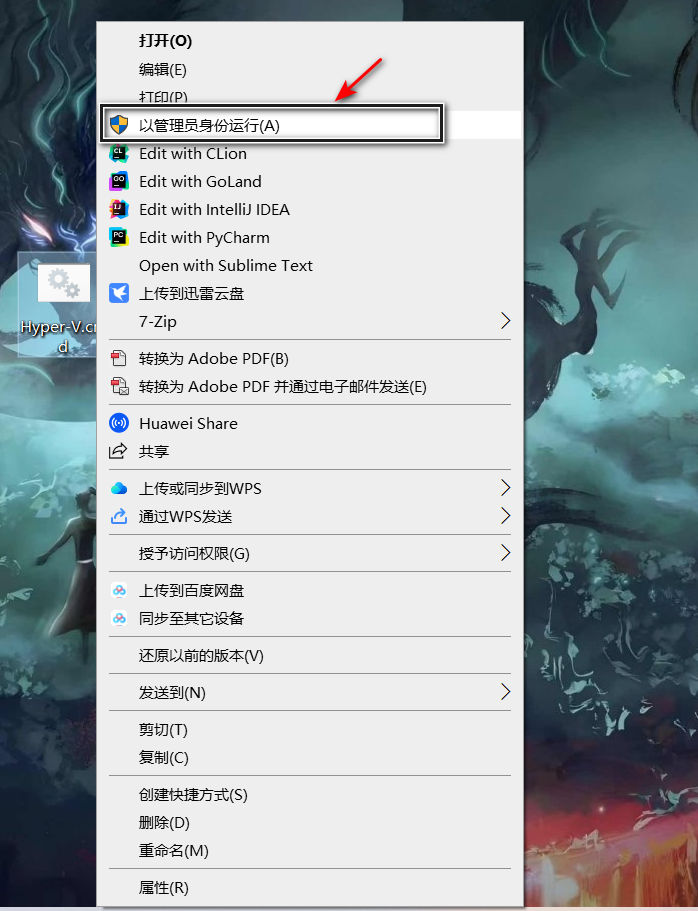 打开(O)
编辑(E)
打印(P)
以管理员身份运行(A)
Edit with CLion
Edit with GoLand
Edit with IntelliJ IDEA
Edit with PyCharm
Open with Sublime Text
上传到迅雷云盘
7-Zip
转换为 Adobe PDF(B)
转换为 Adobe PDF 并通过电子邮件发送(E)
Huawei Share
共享
上传或同步到WPS
通过WPS发送
授予访问权限(G)
上传到百度网盘
同步至其它设备
还原以前的版本(V)
发送到(N)
剪切(T)
复制(C)
创建快捷方式(S)
删除(D)
重命名(M)
属性(R)
Hyper-V.cm
d